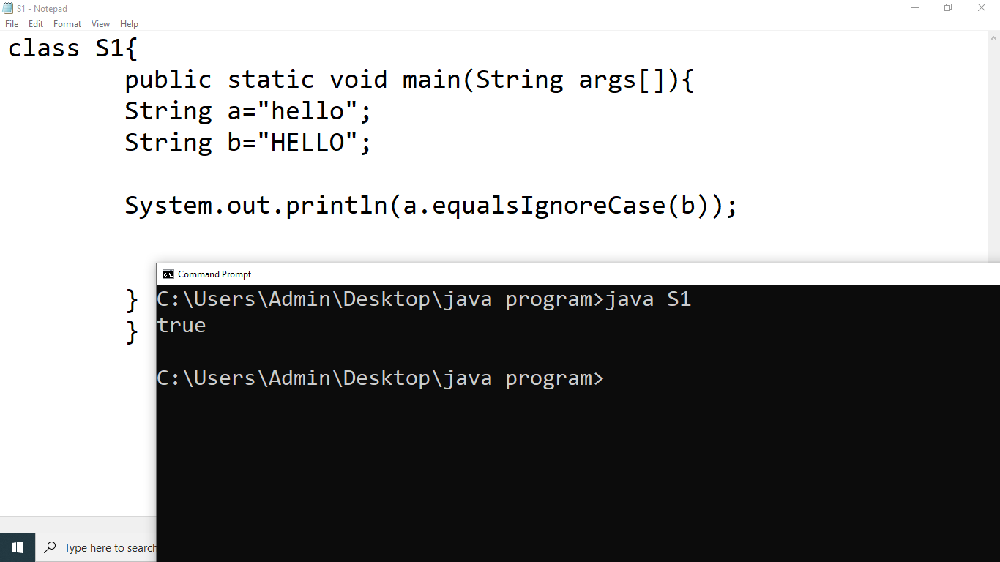 S1 - Notepad
File Edit Format View Help
class S1{
public static void main(String args[]){
String a="hello";
String b="HELLO";
System.out.println(a.equalsIgnoreCase(b));
}
}
Command Prompt
C:\Users\Admin\Desktop\java program>java S1
true
C:\Users\Admin\Desktop\java program>
Type here to search